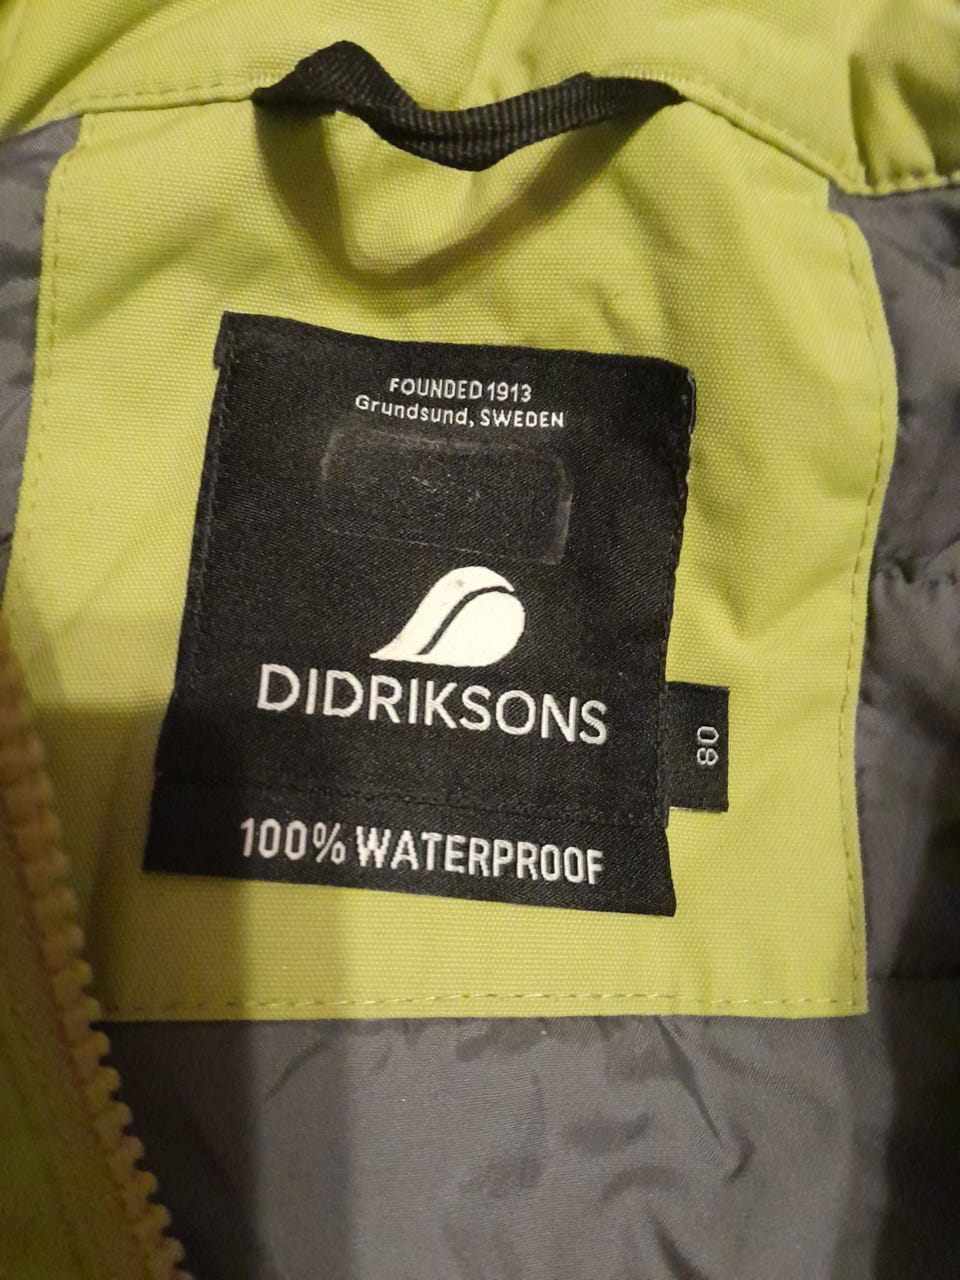 FOUNDED 1913
Grundsund, SWEDEN
DIDRIKSONS
80
100% WATERPROOF